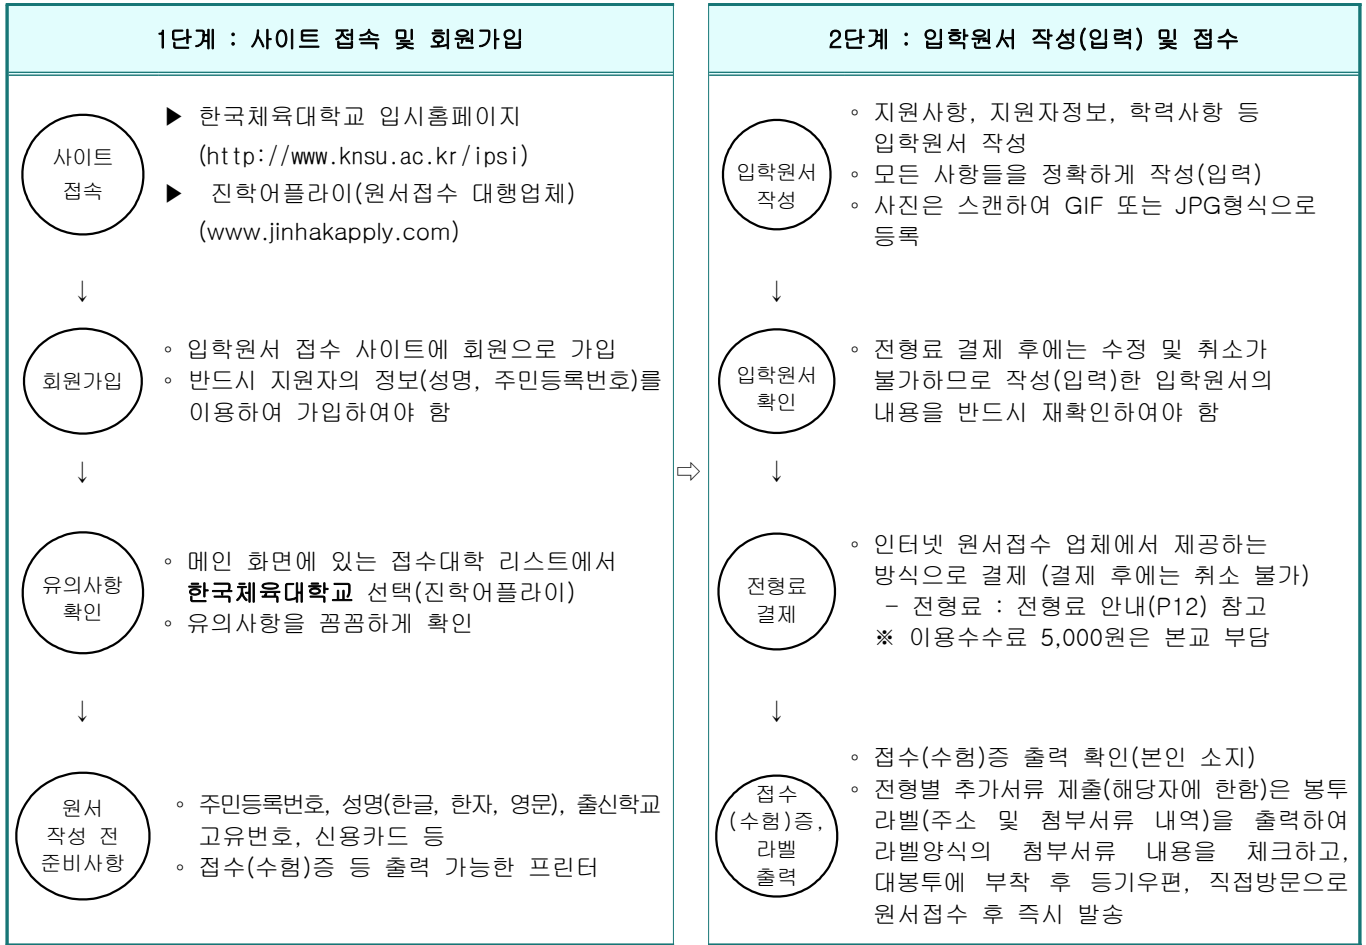 1단계 : 사이트 접속 및 회원가입
사이트
접속
▶ 한국체육대학교 입시홈페이지
(http://www.knsu.ac.kr/ipsi)
▶ 진학어플라이(원서접수 대행업체)
(www.jinhakapply.com)
↓
회원가입
◦ 입학원서 접수 사이트에 회원으로 가입
◦ 반드시 지원자의 정보(성명, 주민등록번호)를
이용하여 가입하여야 함
↓
유의사항
확인
◦ 메인 화면에 있는 접수대학 리스트에서
한국체육대학교 선택(진학어플라이)
◦ 유의사항을 꼼꼼하게 확인
↓
원서
작성 전
준비사항
◦ 주민등록번호, 성명(한글, 한자, 영문), 출신학교
고유번호, 신용카드 등
◦ 접수(수험)증 등 출력 가능한 프린터
⇨
2단계 : 입학원서 작성(입력) 및 접수
입학원서
작성
◦ 지원사항, 지원자정보, 학력사항 등
입학원서 작성
◦ 모든 사항들을 정확하게 작성(입력)
◦ 사진은 스캔하여 GIF 또는 JPG형식으로
등록
↓
입학원서
확인
◦ 전형료 결제 후에는 수정 및 취소가
불가하므로 작성(입력)한 입학원서의
내용을 반드시 재확인하여야 함
↓
전형료
결제
◦ 인터넷 원서접수 업체에서 제공하는
방식으로 결제 (결제 후에는 취소 불가)
- 전형료 : 전형료 안내(P12) 참고
※ 이용수수료 5,000원은 본교 부담
↓
접수
(수험)증,
라벨
출력
◦ 접수(수험)증 출력 확인(본인 소지)
◦ 전형별 추가서류 제출(해당자에 한함)은 봉투
라벨(주소 및 첨부서류 내역)을 출력하여
라벨양식의 첨부서류 내용을 체크하고,
대봉투에 부착 후 등기우편, 직접방문으로
원서접수 후 즉시 발송